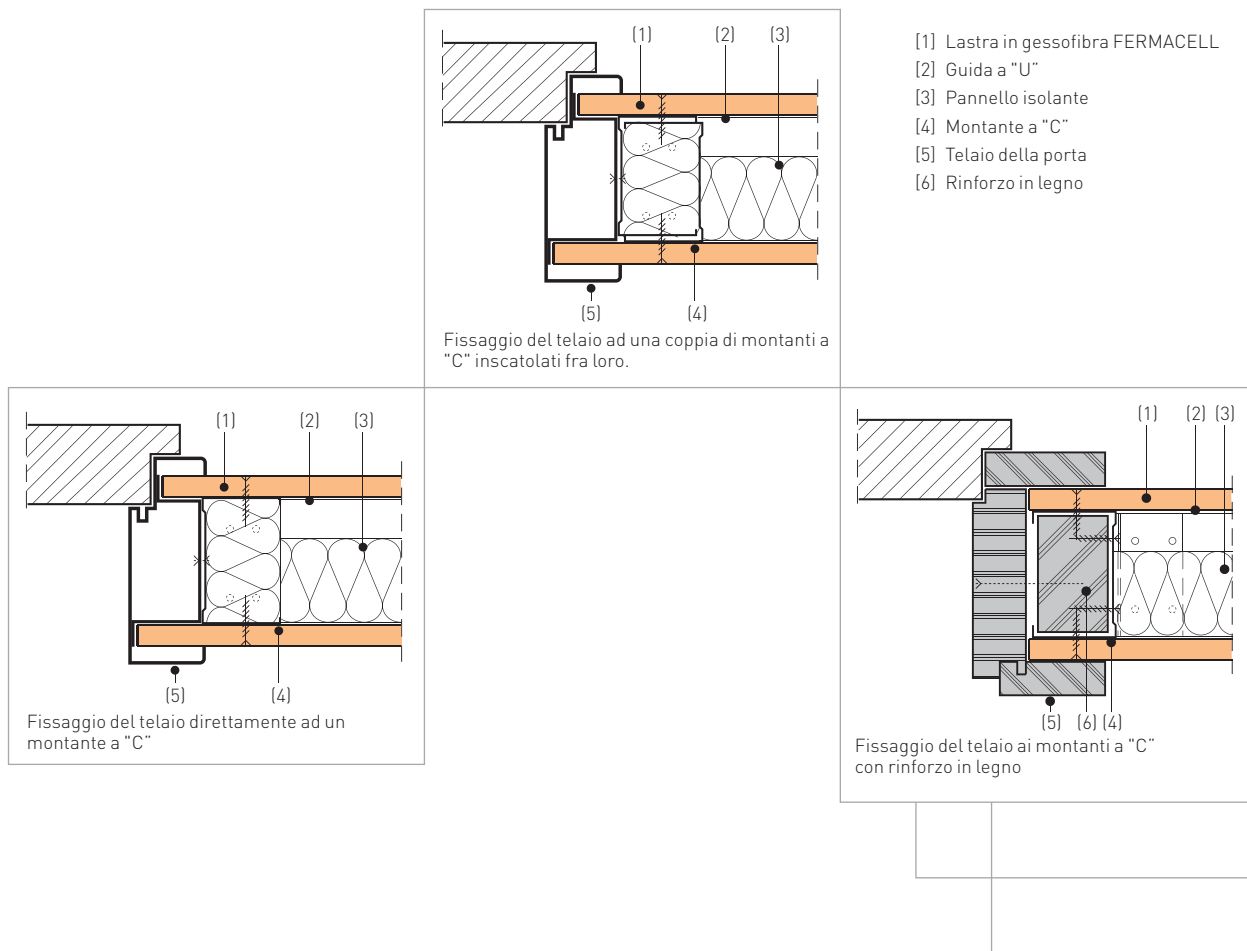 (1) (2) (3)
(5) (4)
Fissaggio del telaio ad una coppia di montanti a
"C" inscatolati fra loro.
[1] Lastra in gessofibra FERMACELL
[2] Guida a "U"
[3] Pannello isolante
[4] Montante a "C"
[5] Telaio della porta
[6] Rinforzo in legno
(1) (2) (3)
(5) (4)
Fissaggio del telaio direttamente ad un
montante a "C"
(1) (2) (3)
(5) (6) (4)
Fissaggio del telaio ai montanti a "C"
con rinforzo in legno